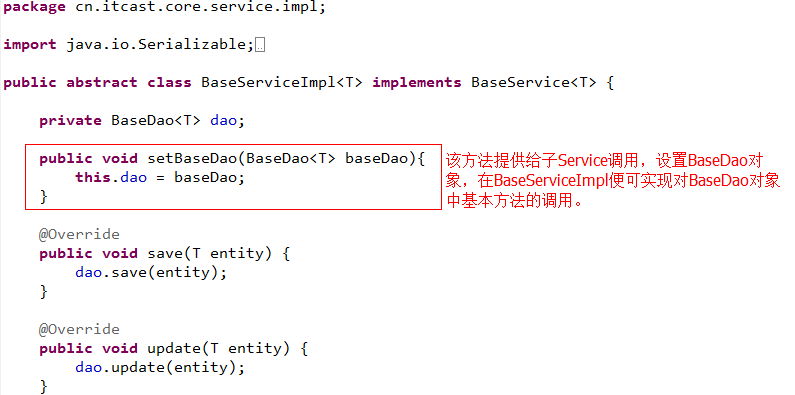 package cn.itcast.core.service.impl;
import java.io.Serializable;
public abstract class BaseServiceImpl<T> implements BaseService<T> {
private BaseDao<T> dao;
public void setBaseDao(BaseDao<T> baseDao){
this.dao = baseDao;
}
该方法提供给子Service调用，设置BaseDao对
象，在BaseServiceImpl便可实现对BaseDao对象
中基本方法的调用。
@Override
public void save(T entity) {
dao.save(entity);
}
@Override
public void update(T entity) {
dao.update(entity);
}